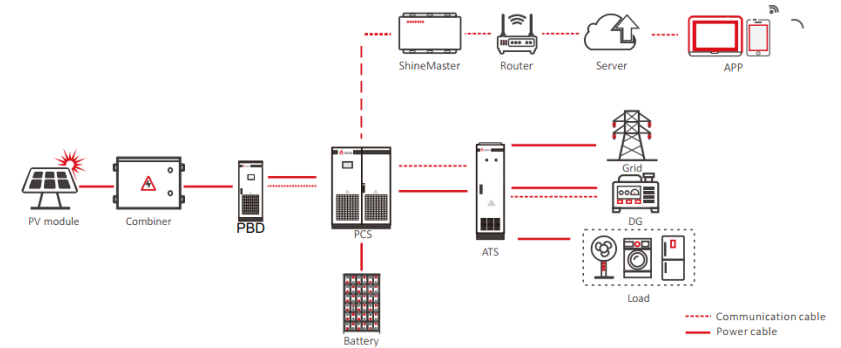 ShineMaster
Router
Server
APP
Grid
PV module
Combiner
PBD
PCS
ATS
DG
Load
Battery
Communication cable
Power cable